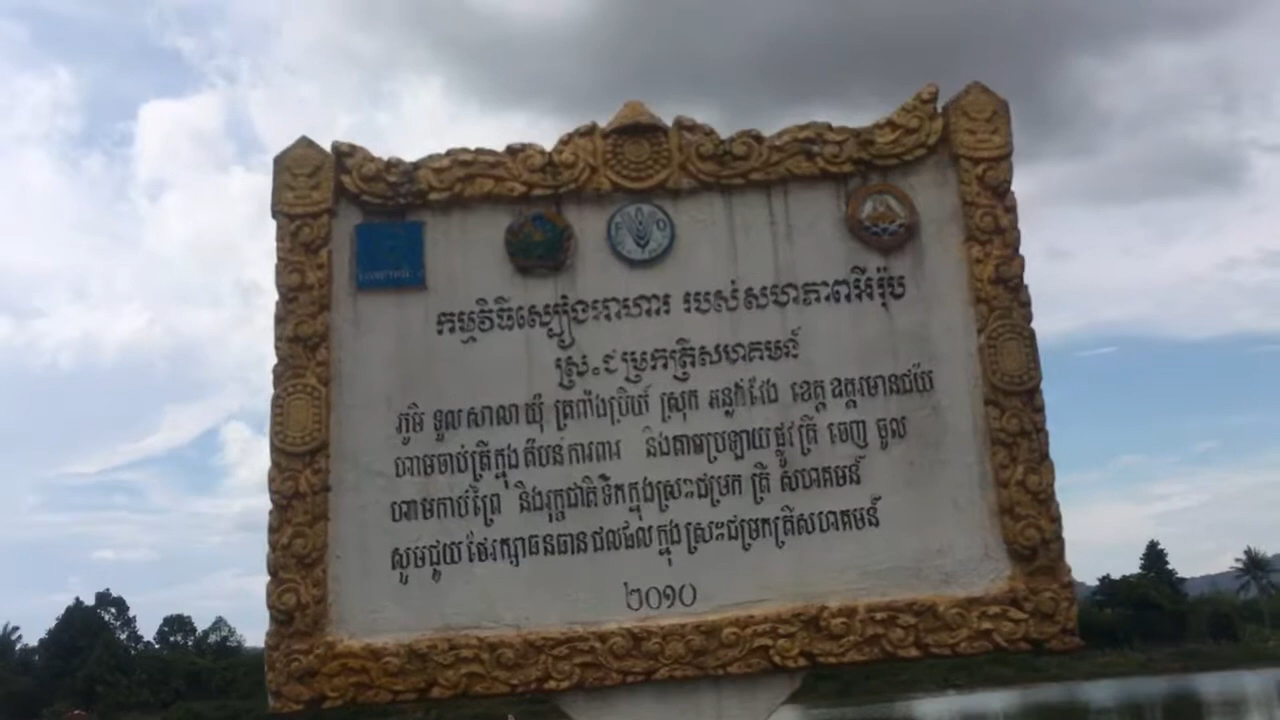 F O
កម្មវិធីស្បៀងអាហារ របស់សហភាពអឺរ៉ុប
ស្រះជម្រកត្រីសហគមន៍
ភូមិ ទួលសាលា ឃុំ ត្រពាំងប្រិយ៍ ស្រុក អន្លង់វែង ខេត្ត ឧត្តរមានជ័យ
ហាមចាប់ត្រីក្នុងតំបន់ការពារ និងតាមប្រឡាយផ្លូវត្រី ចេញ ចូល
ហាមកាប់ព្រៃ និងរុក្ខជាតិទឹកក្នុងស្រះជម្រក ត្រី សហគមន៍
សូមជួយថែរក្សាធនធានជលផលក្នុងស្រះជម្រកត្រីសហគមន៍
២០១០